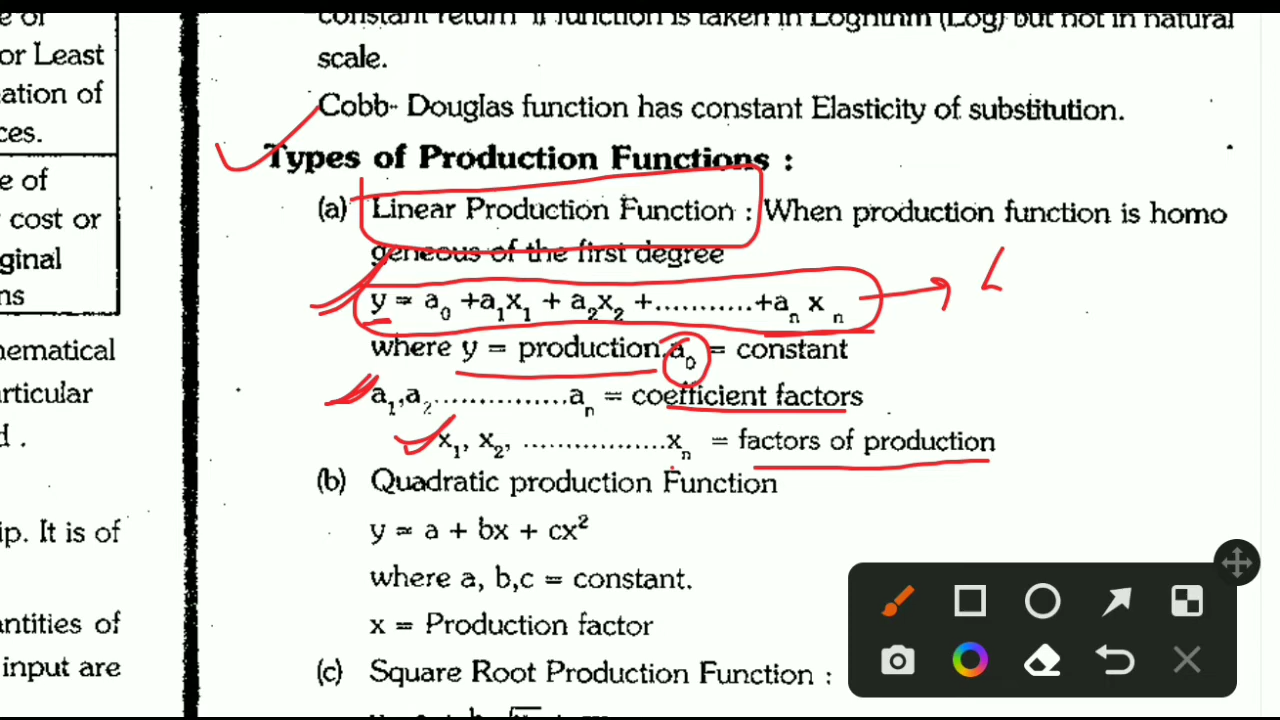 e of
or Least
ation of
ces.
e of
cost or
ginal
ns
nematical
articular
d .
ip. It is of
antities of
input are
constant return if function is taken in Logrithm (Log) but not in natural
scale.
Cobb- Douglas function has constant Elasticity of substitution.
Types of Production Functions :
(a) Linear Production Function : When production function is homo
geneous of the first degree
y = a₀ +a₁x₁ + a₂x₂ +...........+aₙ xₙ
where y = production,a₀ = constant
a₁,a₂...............aₙ = coefficient factors
x₁, x₂, .................xₙ = factors of production
(b) Quadratic production Function
y = a + bx + cx²
where a, b,c = constant.
x = Production factor
(c) Square Root Production Function :